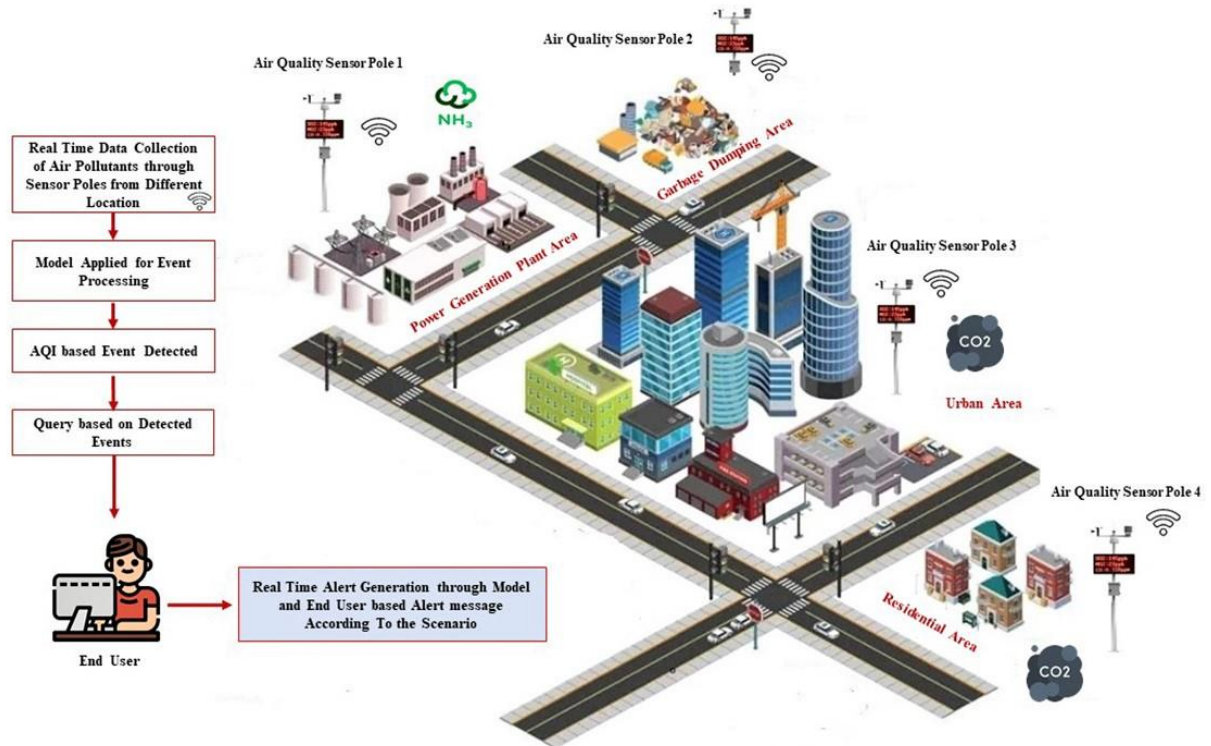 Air Quality Sensor Pole 2
Air Quality Sensor Pole 1
NH₃
Garbage Dumping Area
Real Time Data Collection
of Air Pollutants through
Sensor Poles from Different
Location
Air Quality Sensor Pole 3
Power Generation Plant Area
Model Applied for Event
Processing
CO2
AQI based Event Detected
Urban Area
Query based on Detected
Events
Air Quality Sensor Pole 4
Real Time Alert Generation through Model
and End User based Alert message
According To the Scenario
Residential Area
End User
CO2